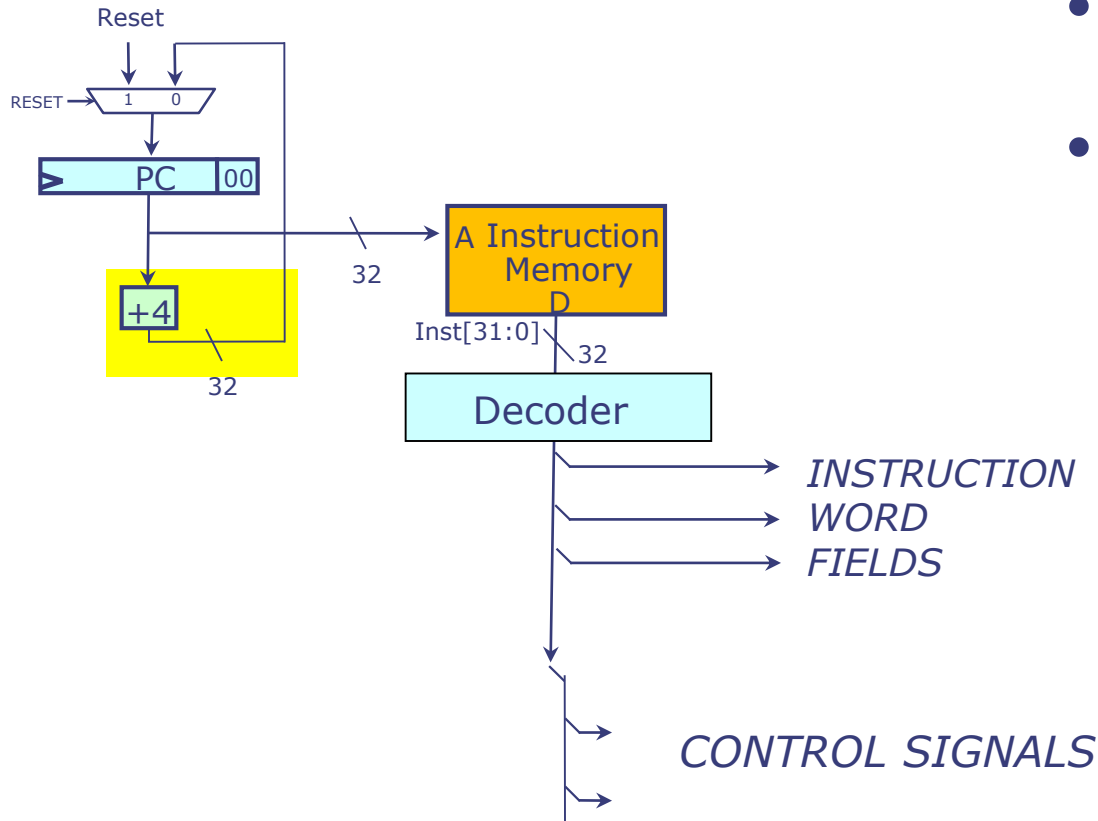 Reset
RESET
1 0
PC 00
32
A Instruction
Memory
D
+4
32
Inst[31:0]
32
Decoder
INSTRUCTION
WORD
FIELDS
CONTROL SIGNALS